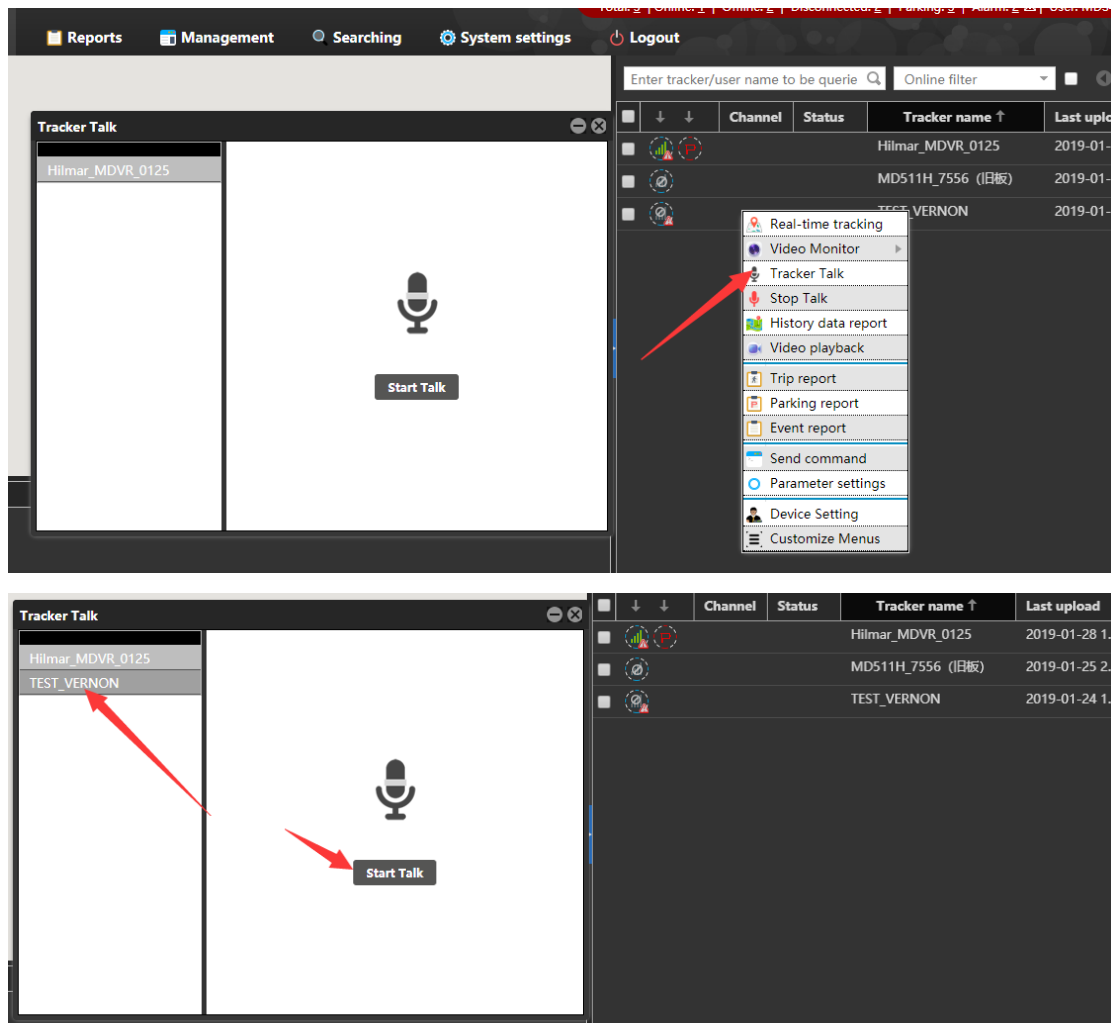 Reports Management Searching System settings Logout
Enter tracker/user name to be querie Online filter
Tracker Talk
Hilmar_MDVR_0125
Start Talk
Channel Status Tracker name ↑ Last uplo
Hilmar_MDVR_0125 2019-01-
MD511H_7556 (旧板) 2019-01-
TEST_VERNON 2019-01-
Real-time tracking
Video Monitor
Tracker Talk
Stop Talk
History data report
Video playback
Trip report
Parking report
Event report
Send command
Parameter settings
Device Setting
Customize Menus
Tracker Talk
Hilmar_MDVR_0125
TEST_VERNON
Start Talk
Channel Status Tracker name ↑ Last upload
Hilmar_MDVR_0125 2019-01-28 1.
MD511H_7556 (旧板) 2019-01-25 2.
TEST_VERNON 2019-01-24 1.